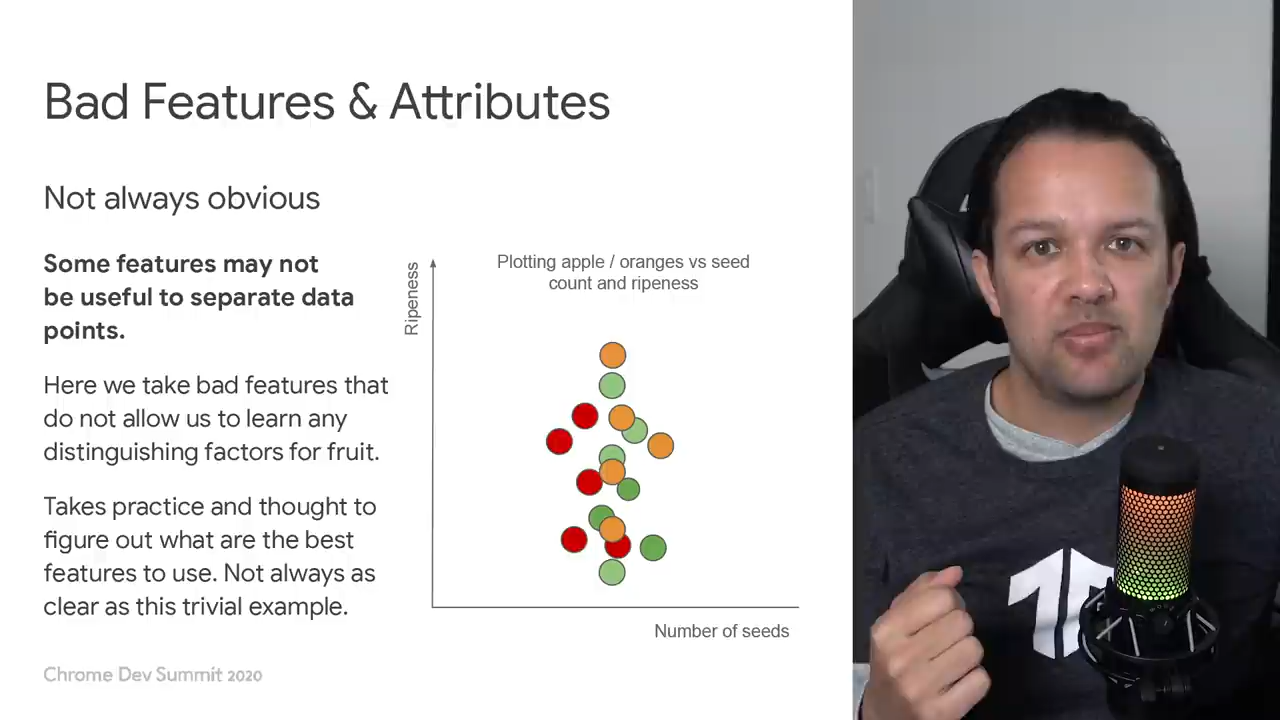 Bad Features & Attributes
Not always obvious
Some features may not
be useful to separate data
points.
Here we take bad features that
do not allow us to learn any
distinguishing factors for fruit.
Takes practice and thought to
figure out what are the best
features to use. Not always as
clear as this trivial example.
Plotting apple / oranges vs seed
count and ripeness
Ripeness
Number of seeds
Chrome Dev Summit 2020